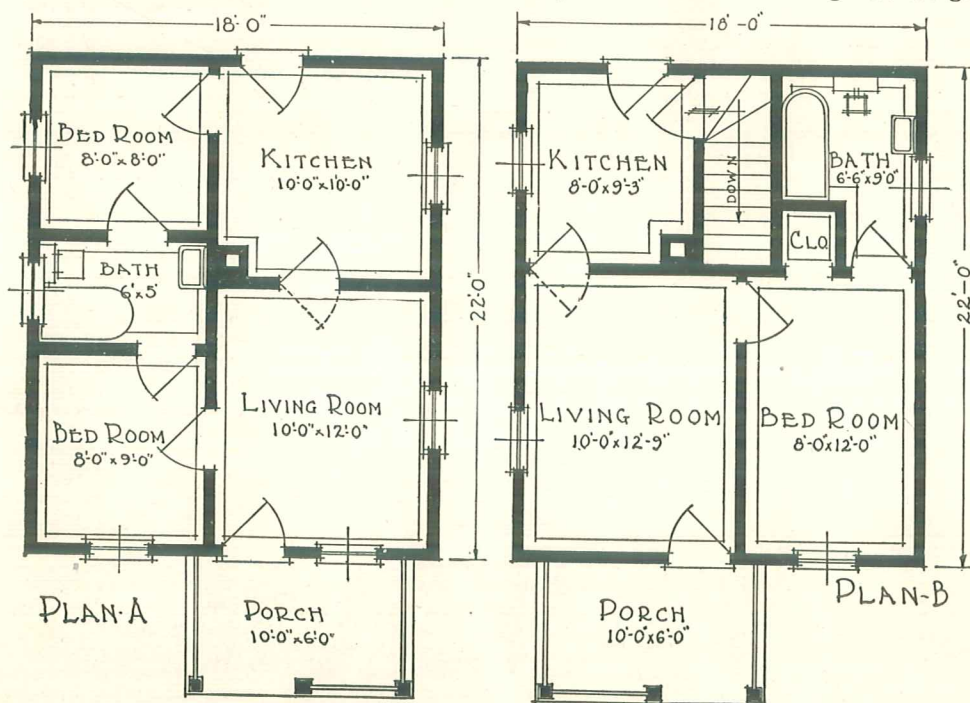 18'-0"
BED ROOM
8'-0"x8'-0"
KITCHEN
10'-0"x10'-0"
BATH
6'x5'
BED ROOM
8'-0"x9'-0"
LIVING ROOM
10'-0"x12'-0"
22'-0"
PLAN-A
PORCH
10'-0"x6'-0"
18'-0"
KITCHEN
8'-0"x9'-3"
DOWN
BATH
6'-6"x9'-0"
CLO.
LIVING ROOM
10'-0"x12'-9"
BED ROOM
8'-0"x12'-0"
22'-0"
PLAN-B
PORCH
10'-0"x6'-0"